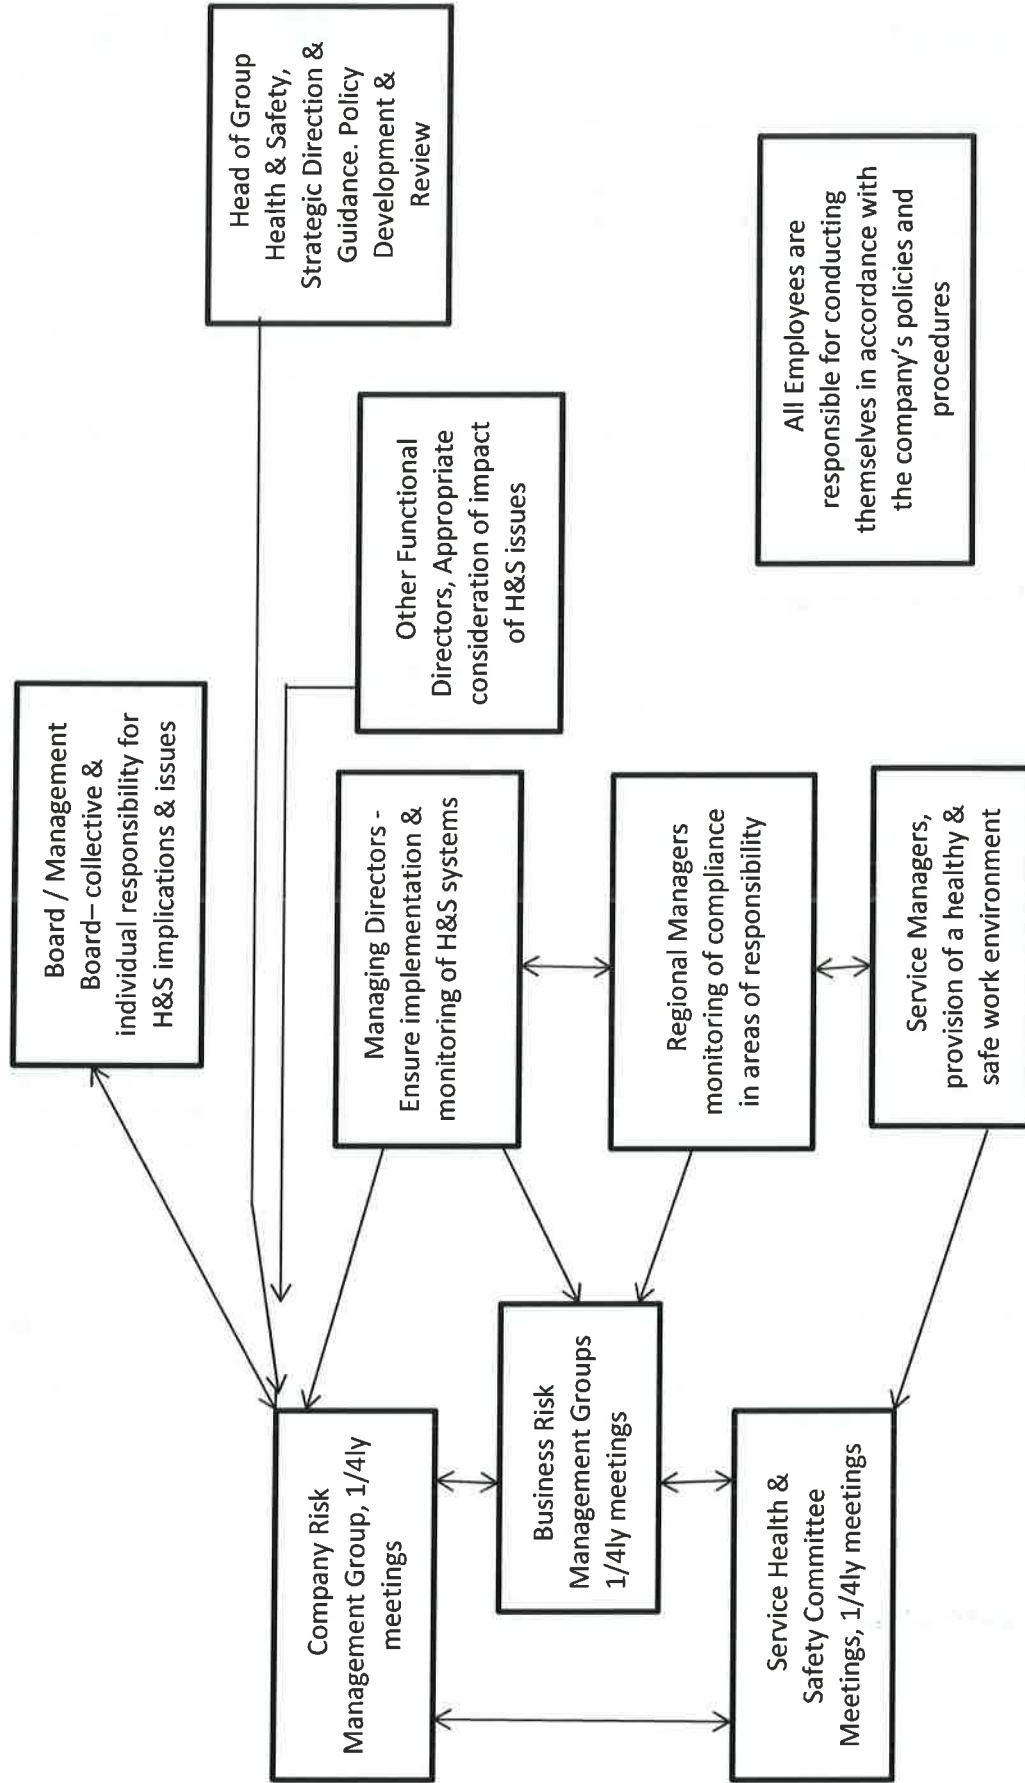 Board / Management
Board– collective &
individual responsibility for
H&S implications & issues
Head of Group
Health & Safety,
Strategic Direction &
Guidance. Policy
Development &
Review
Company Risk
Management Group, 1/4ly
meetings
Managing Directors -
Ensure implementation &
monitoring of H&S systems
Other Functional
Directors, Appropriate
consideration of impact
of H&S issues
Business Risk
Management Groups
1/4ly meetings
Regional Managers
monitoring of compliance
in areas of responsibility
Service Health &
Safety Committee
Meetings, 1/4ly meetings
Service Managers,
provision of a healthy &
safe work environment
All Employees are
responsible for conducting
themselves in accordance with
the company's policies and
procedures